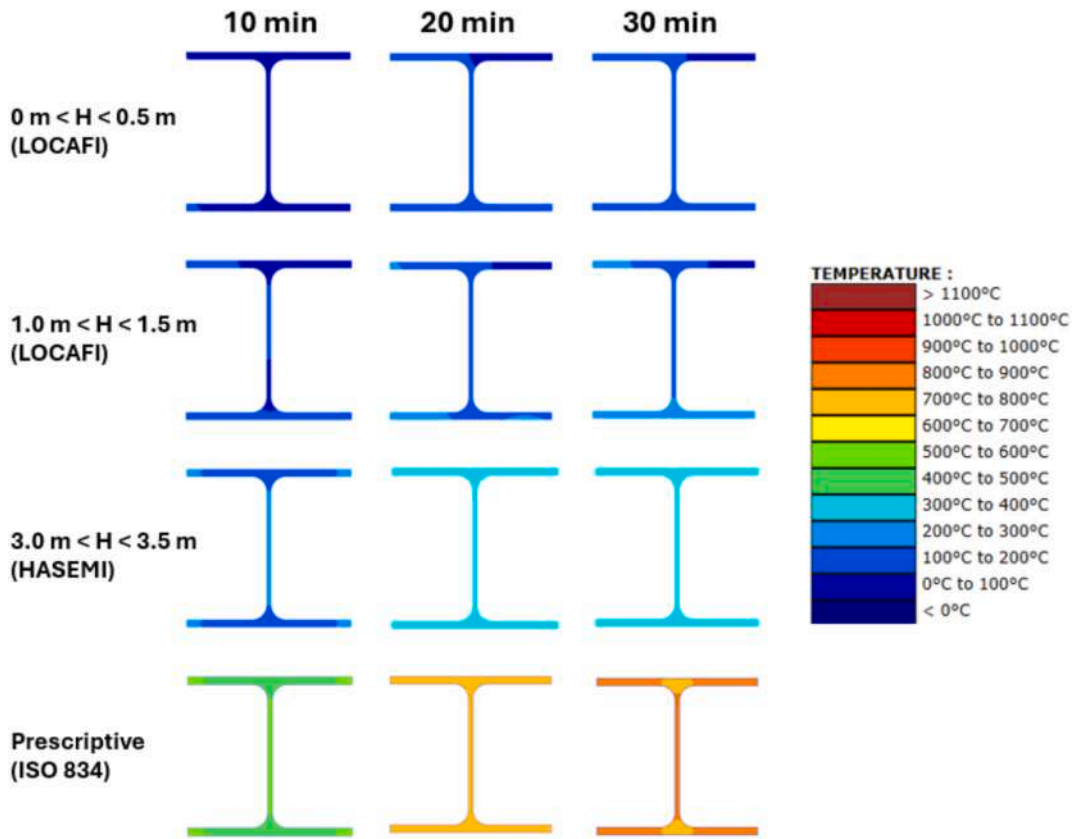 10 min 20 min 30 min
0 m < H < 0.5 m
(LOCAFI)
1.0 m < H < 1.5 m
(LOCAFI)
3.0 m < H < 3.5 m
(HASEMI)
Prescriptive
(ISO 834)
TEMPERATURE :
> 1100°C
1000°C to 1100°C
900°C to 1000°C
800°C to 900°C
700°C to 800°C
600°C to 700°C
500°C to 600°C
400°C to 500°C
300°C to 400°C
200°C to 300°C
100°C to 200°C
0°C to 100°C
< 0°C